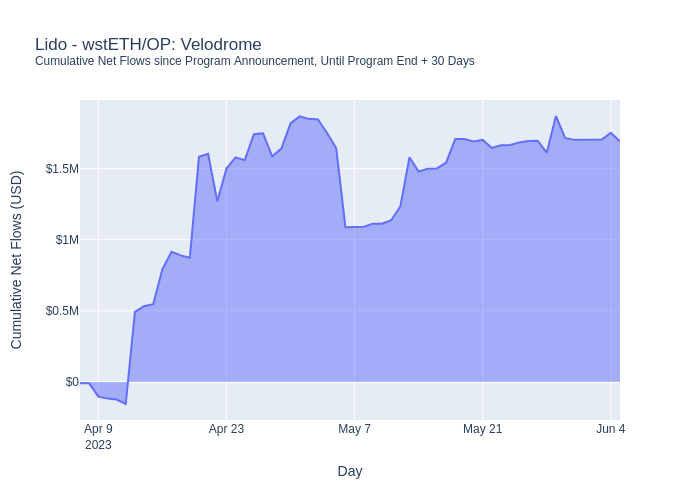 Lido - wstETH/OP: Velodrome
Cumulative Net Flows since Program Announcement, Until Program End + 30 Days
Cumulative Net Flows (USD)
$1.5M
$1M
$0.5M
$0
Apr 9
2023
Apr 23
May 7
May 21
Jun 4
Day